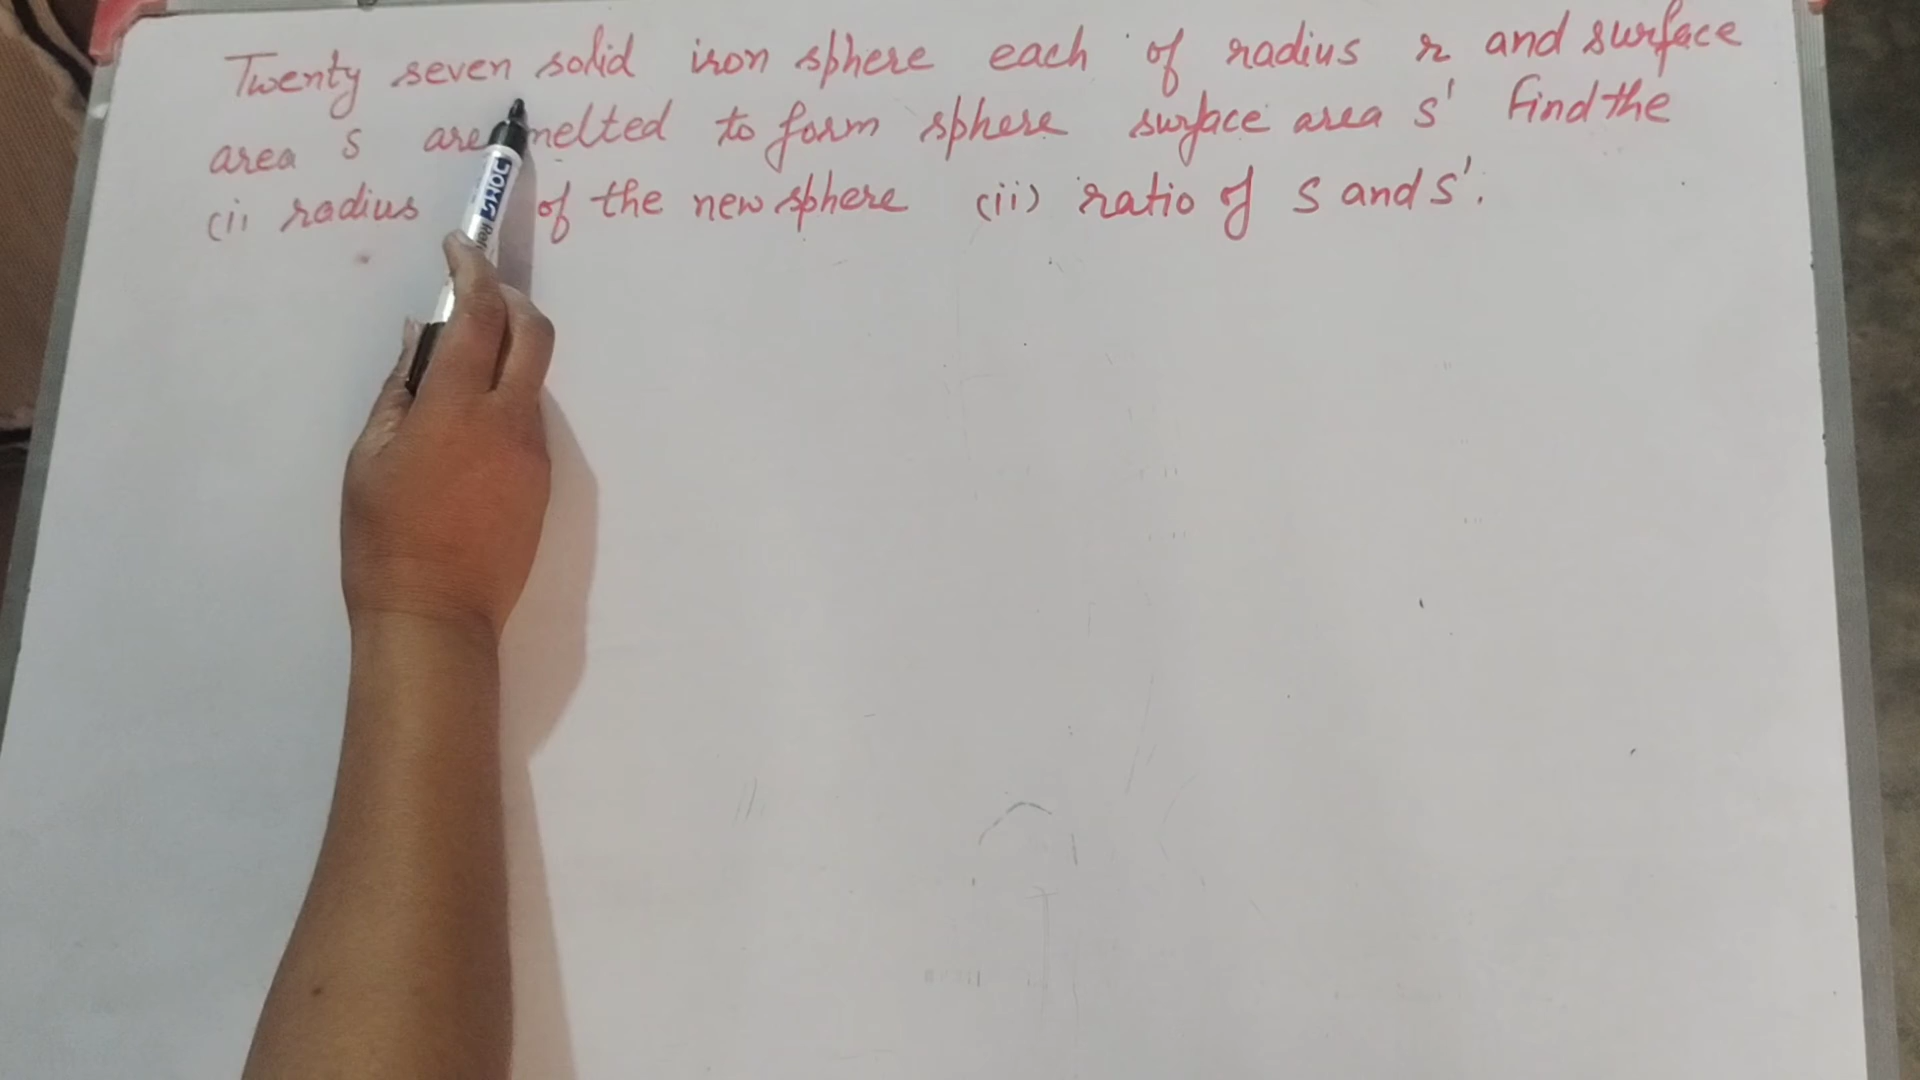 Twenty seven solid iron sphere each of radius r and surface
area S are melted to form sphere surface area S' Find the
(i) radius of the new sphere (ii) ratio of S and S'.
DOMS